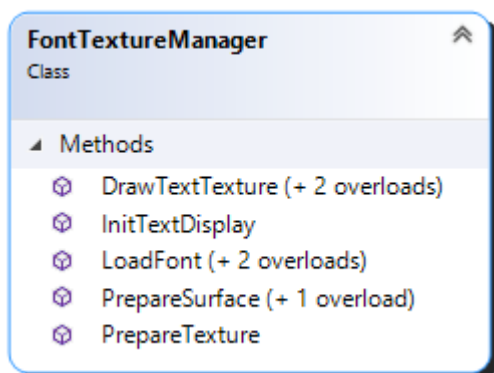 FontTextureManager
Class
Methods
DrawTextTexture (+ 2 overloads)
InitTextDisplay
LoadFont (+ 2 overloads)
PrepareSurface (+ 1 overload)
PrepareTexture